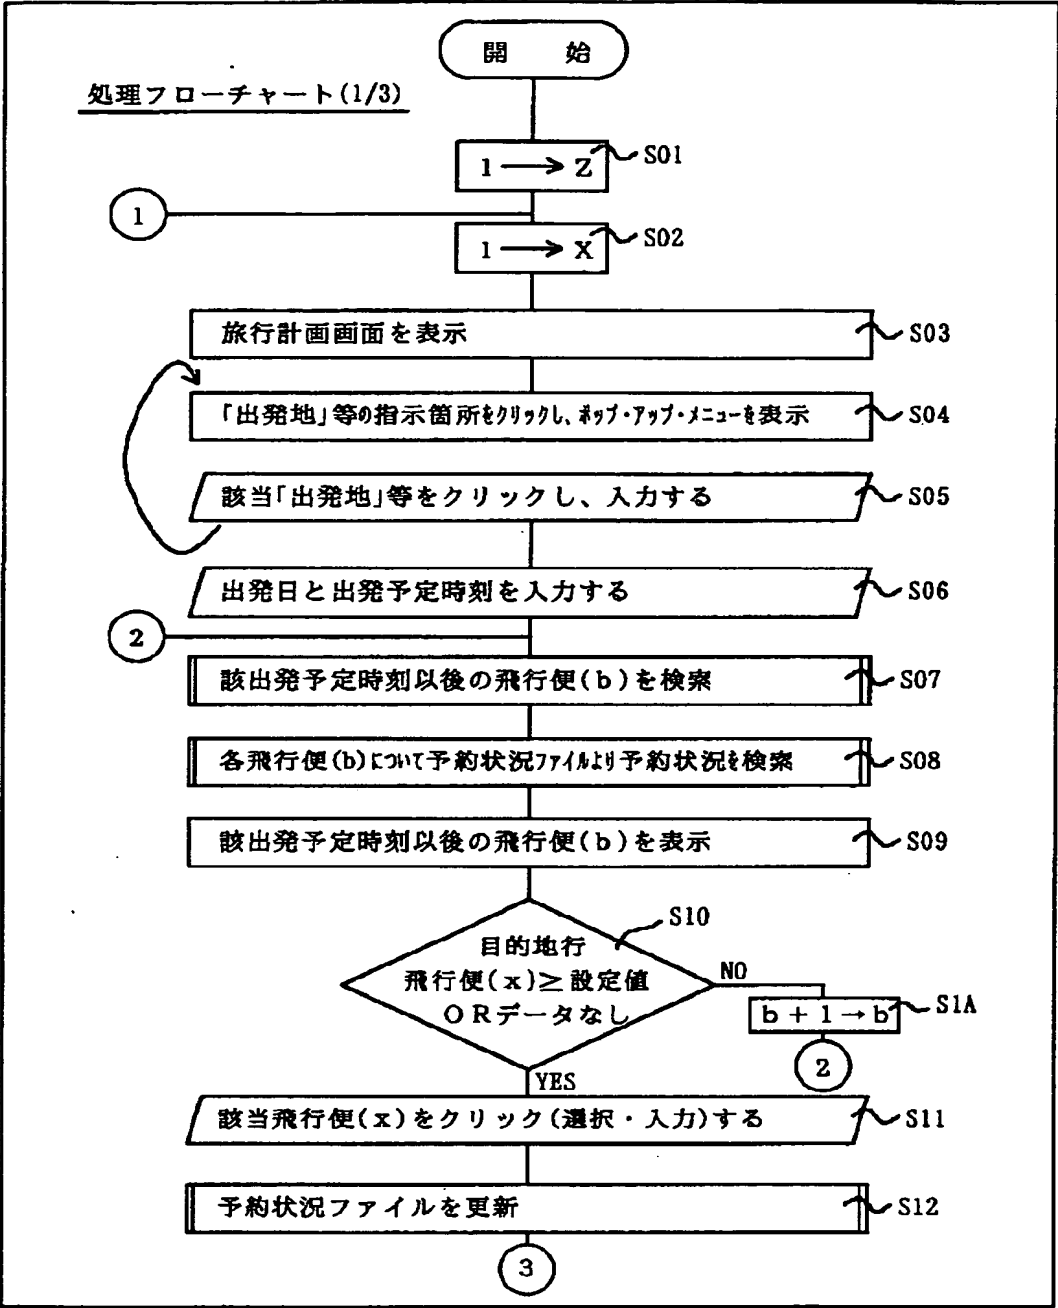 開 始
処理フローチャート(1/3)
1 → Z
S01
1
1 → X
S02
旅行計画画面を表示
S03
「出発地」等の指示箇所をクリックし、ポップ・アップ・メニューを表示
S04
該当「出発地」等をクリックし、入力する
S05
出発日と出発予定時刻を入力する
S06
2
該出発予定時刻以後の飛行便(b)を検索
S07
各飛行便(b)について予約状況ファイルより予約状況を検索
S08
該出発予定時刻以後の飛行便(b)を表示
S09
S10
目的地行
飛行便(x)≥設定値
ORデータなし
NO
b + 1 → b
S1A
2
YES
該当飛行便(x)をクリック(選択・入力)する
S11
予約状況ファイルを更新
S12
3